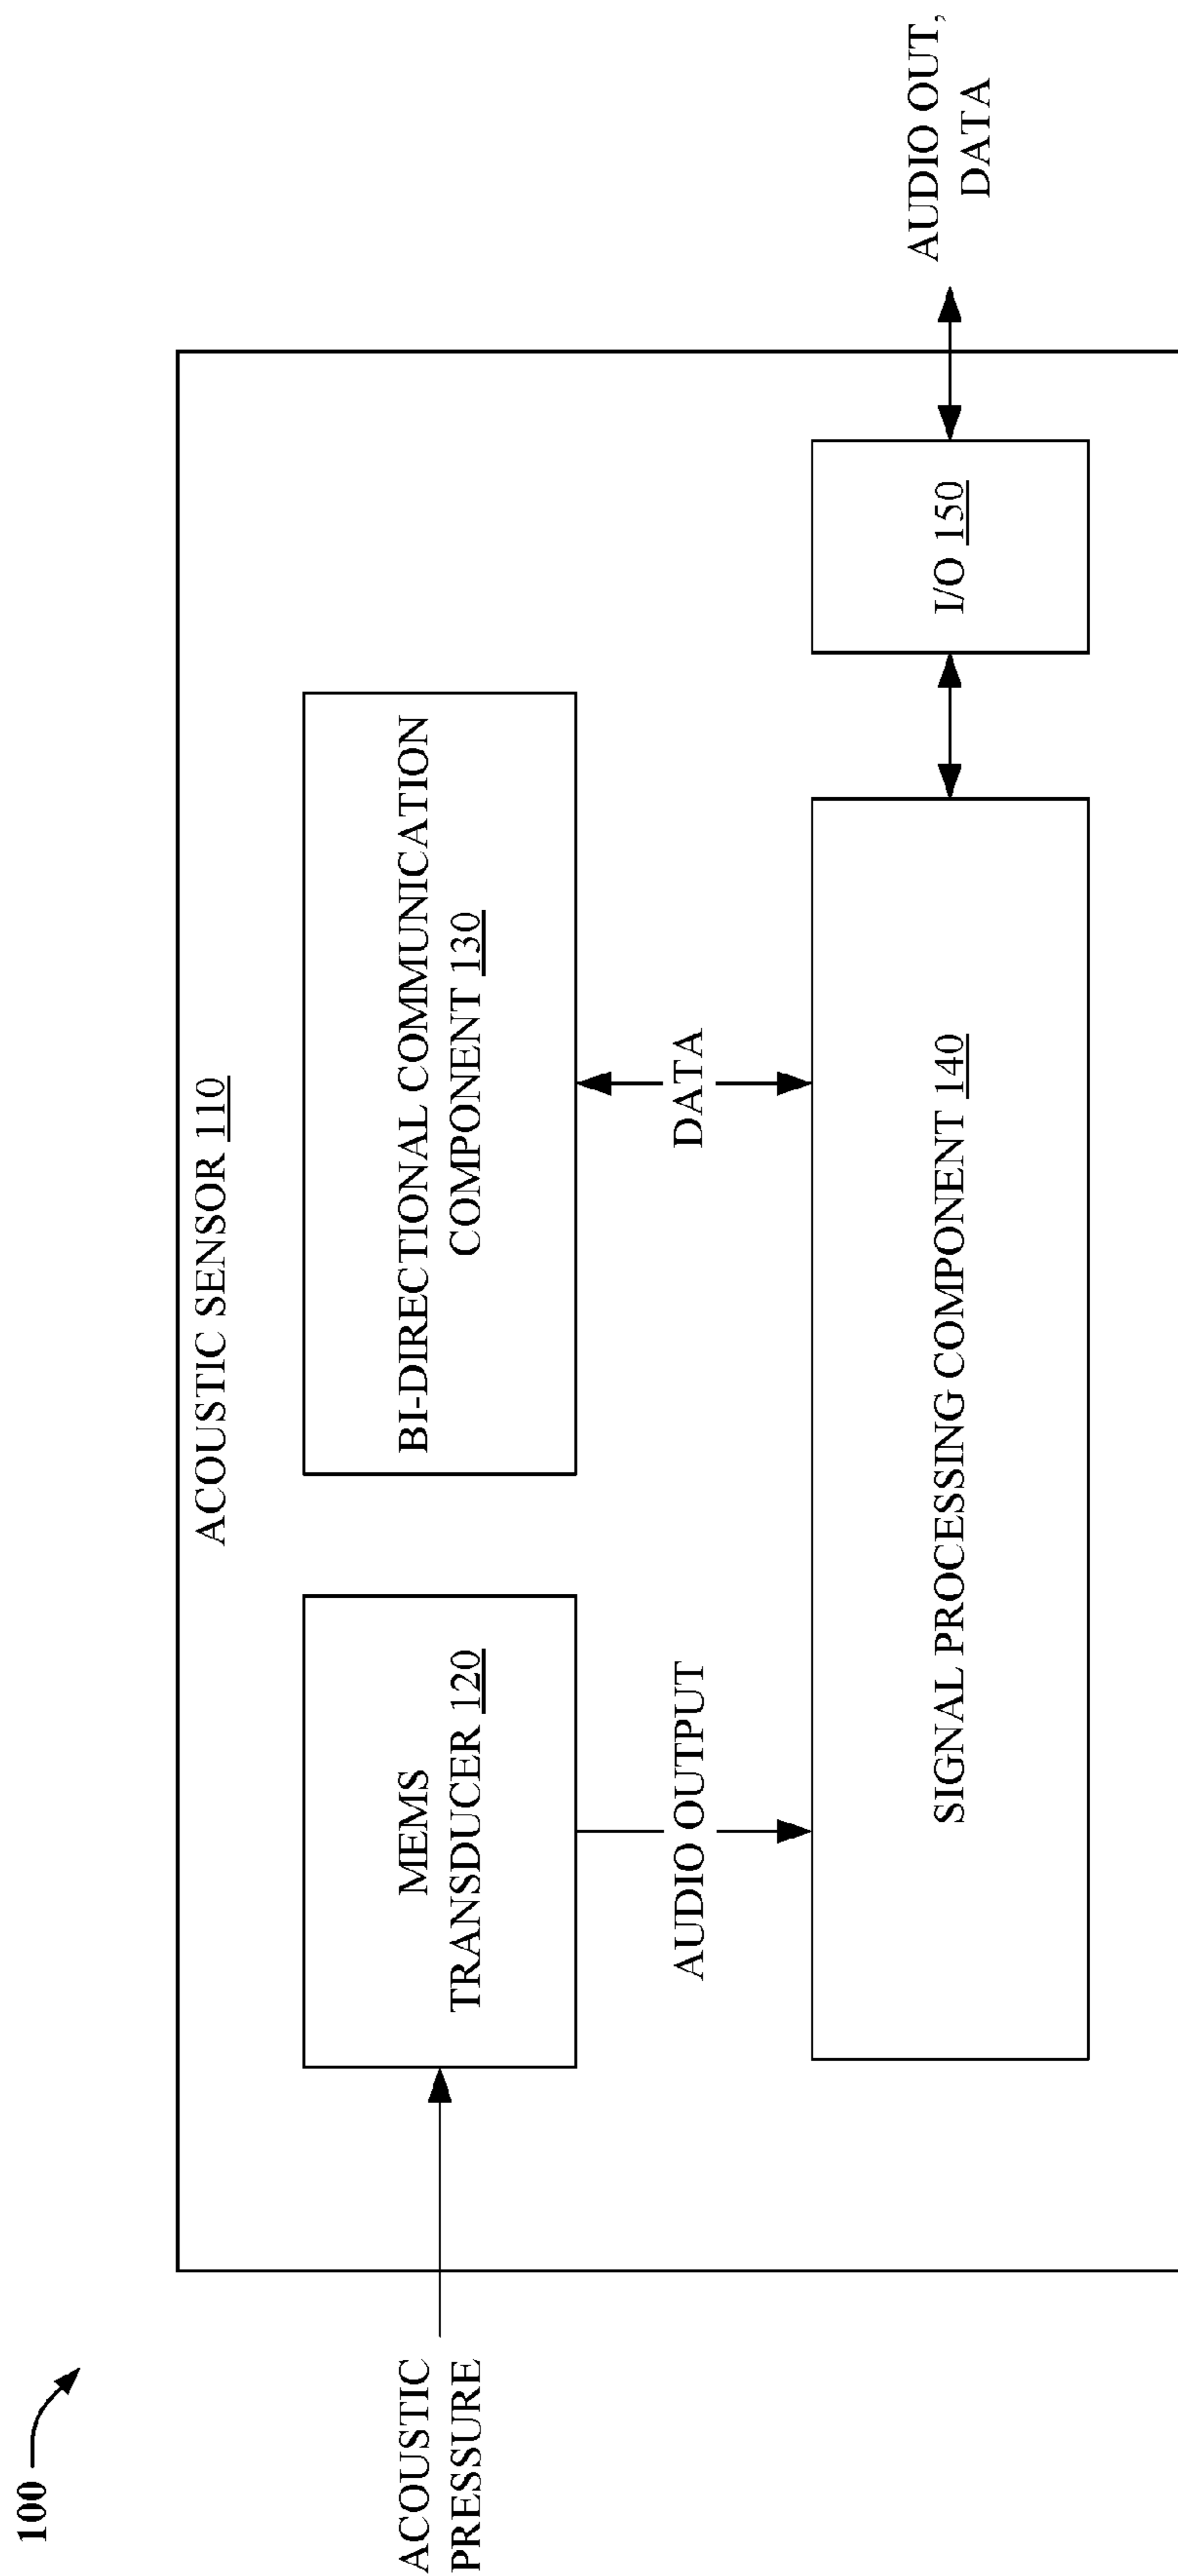 100
ACOUSTIC SENSOR 110
ACOUSTIC
PRESSURE
MEMS
TRANSDUCER 120
BI-DIRECTIONAL COMMUNICATION
COMPONENT 130
AUDIO OUTPUT
DATA
SIGNAL PROCESSING COMPONENT 140
I/O 150
AUDIO OUT,
DATA